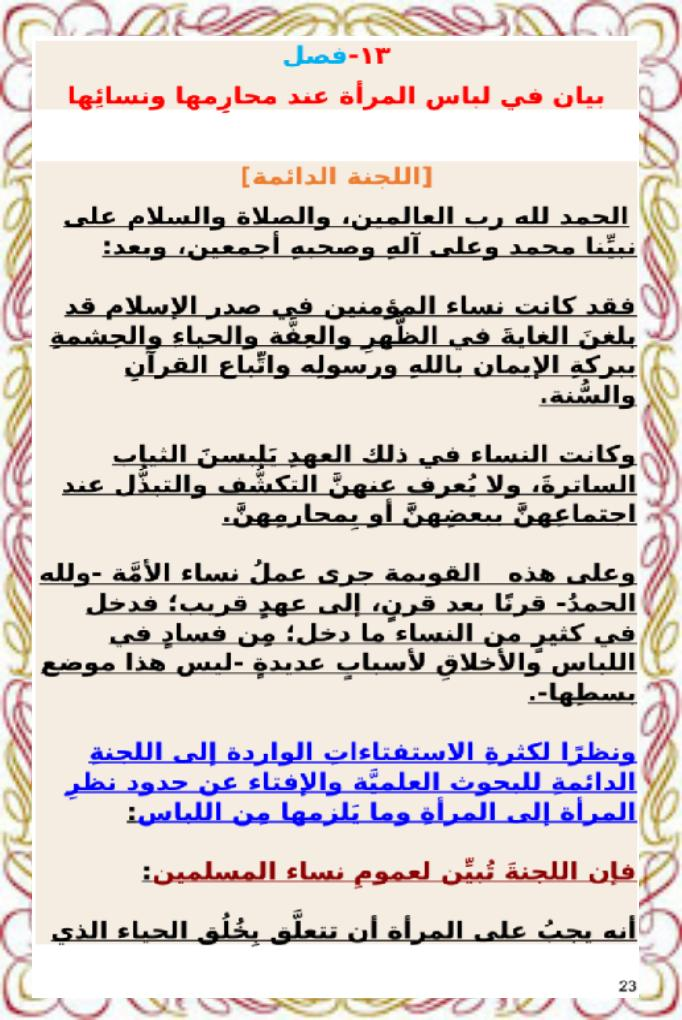 ١٣-فصل
بيان في لباس المرأة عند محارِمها ونسائِها
[اللجنة الدائمة]
الحمد لله رب العالمين، والصلاة والسلام على
نبيِّنا محمد وعلى آلهِ وصحبهِ أجمعين، وبعد:
فقد كانت نساء المؤمنين في صدر الإسلام قد
بلغنَ الغايةَ في الطُّهرِ والعِفَّة والحياءِ والحِشمةِ
ببركةِ الإيمان باللهِ ورسولِه واتِّباع القرآنِ
والسُّنة.
وكانت النساء في ذلك العهدِ يَلبسنَ الثياب
الساترةَ، ولا يُعرف عنهنَّ التكشُّف والتبذُّل عند
اجتماعِهنَّ ببعضِهنَّ أو بِمحارمِهنَّ.
وعلى هذه القويمة جرى عملُ نساء الأمَّة -ولله
الحمدُ- قرنًا بعد قرنٍ، إلى عهدٍ قريب؛ فدخل
في كثيرٍ من النساء ما دخل؛ مِن فسادٍ في
اللباس والأخلاقِ لأسبابٍ عديدةٍ -ليس هذا موضع
بسطِها-.
ونظرًا لكثرةِ الاستفتاءاتِ الواردة إلى اللجنةِ
الدائمةِ للبحوث العلميَّة والإفتاء عن حدود نظرِ
المرأة إلى المرأةِ وما يَلزمها مِن اللباس:
فإن اللجنةَ تُبيِّن لعمومِ نساء المسلمين:
أنه يجبُ على المرأة أن تتعلَّق بِخُلُق الحياء الذي
23